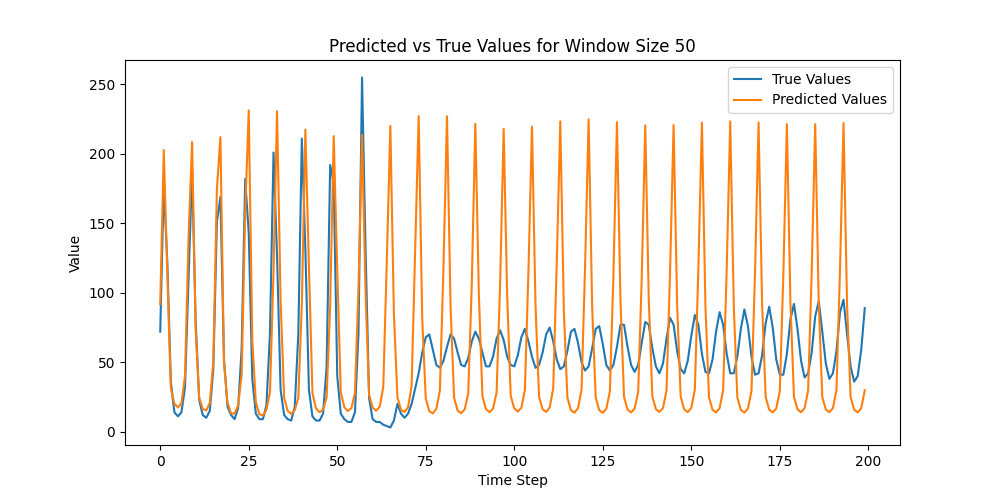 Predicted vs True Values for Window Size 50
True Values
Predicted Values
Value
250
200
150
100
50
0
0 25 50 75 100 125 150 175 200
Time Step